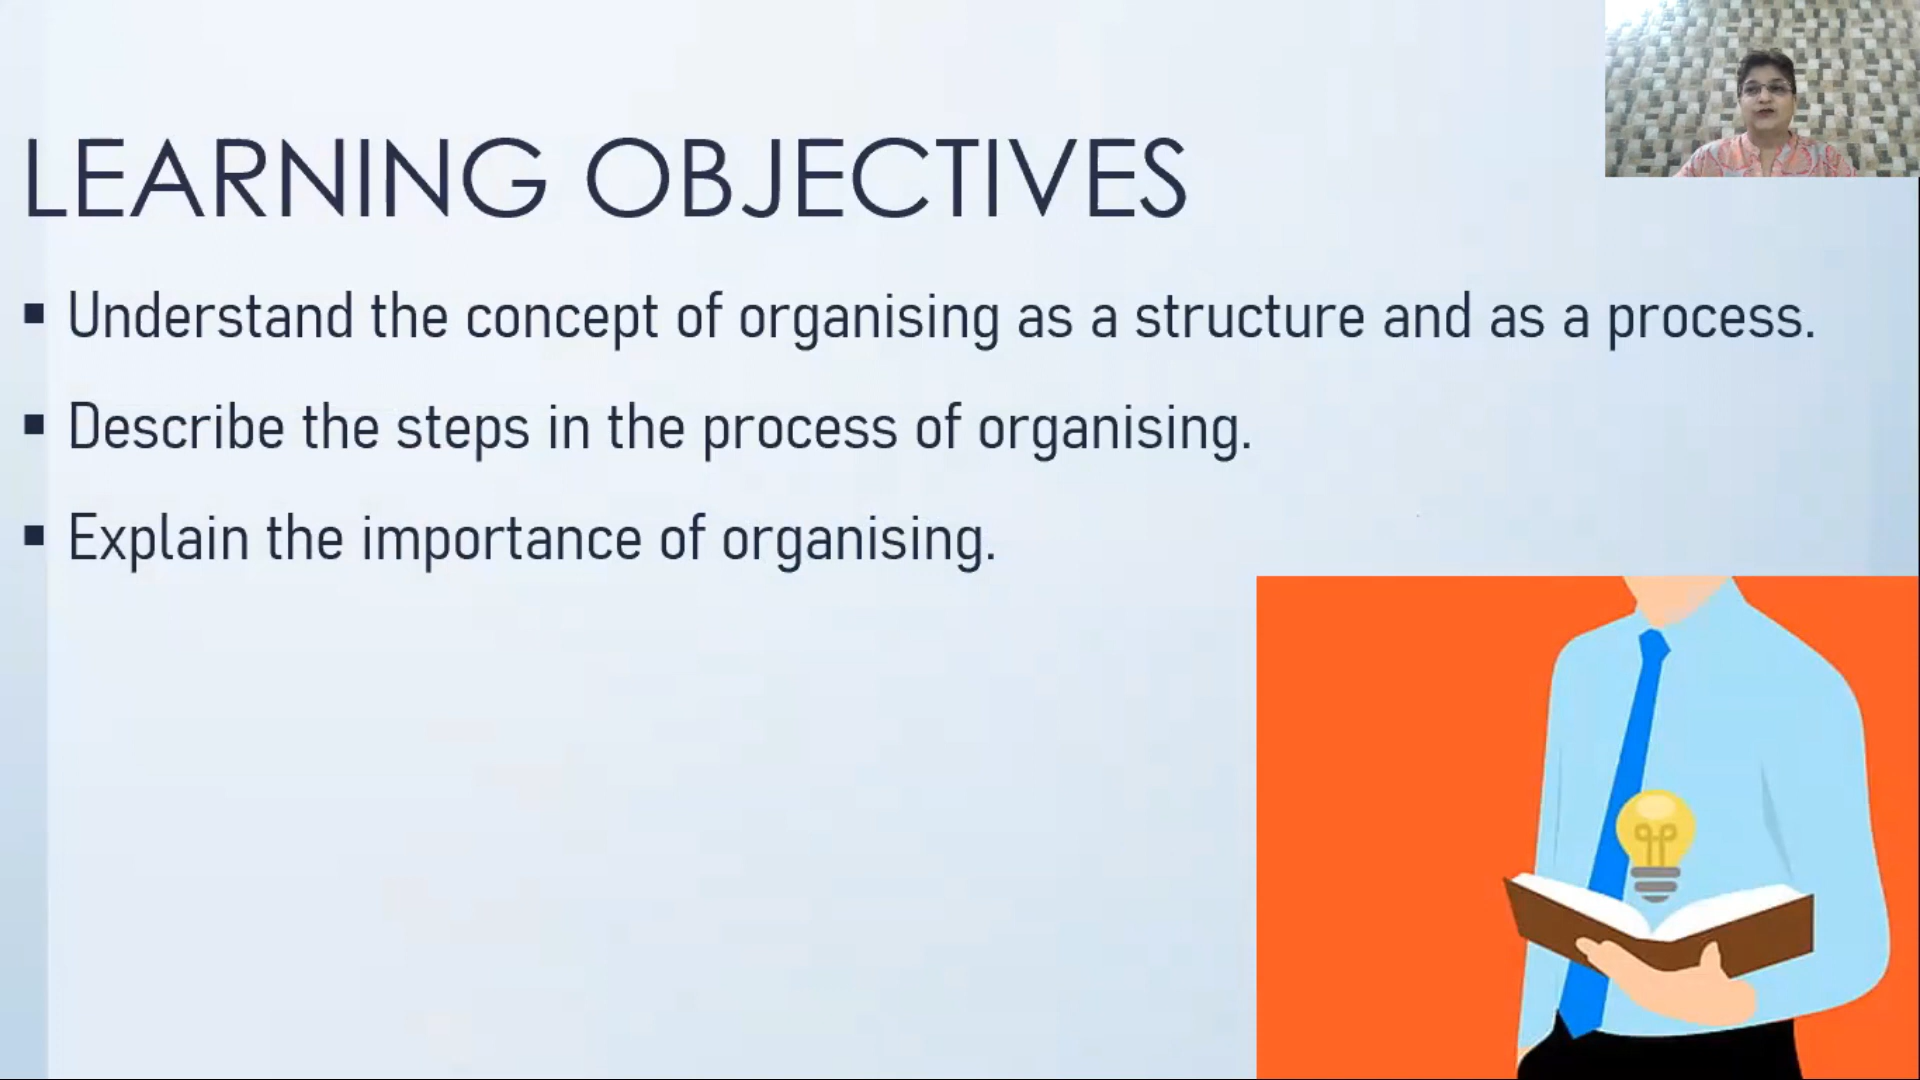 LEARNING OBJECTIVES
▪ Understand the concept of organising as a structure and as a process.
▪ Describe the steps in the process of organising.
▪ Explain the importance of organising.